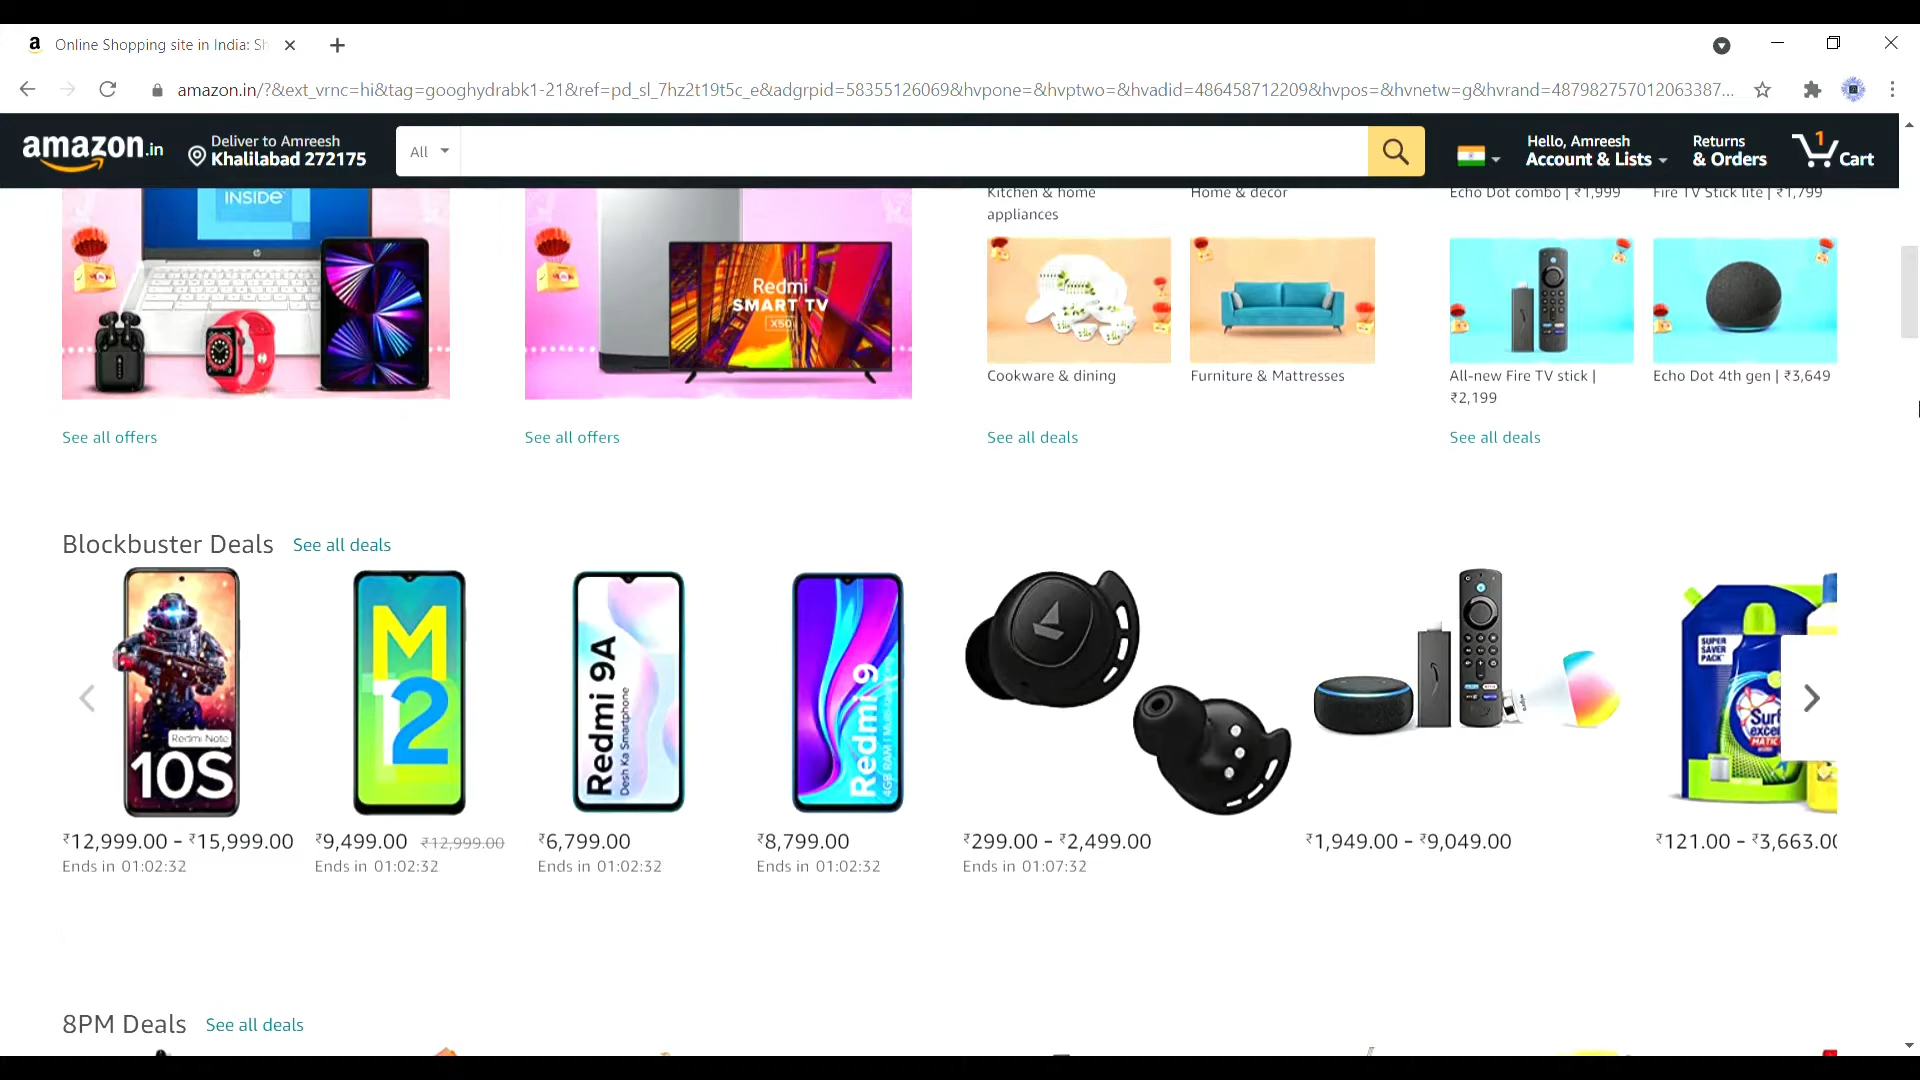 Online Shopping site in India: Sh
amazon.in/?&ext_vrnc=hi&tag=googhydrabk1-21&ref=pd_sl_7hz2t19t5c_e&adgrpid=58355126069&hvpone=&hvptwo=&hvadid=486458712209&hvpos=&hvnetw=g&hvrand=487982757012063387...
amazon.in
Deliver to Amreesh
Khalilabad 272175
All
Hello, Amreesh
Account & Lists
Returns
& Orders
1
Cart
INSIDE
Redmi
SMART TV
X50
Kitchen & home
appliances
Home & decor
Echo Dot combo | ₹1,999
Fire TV Stick lite | ₹1,799
Cookware & dining
Furniture & Mattresses
All-new Fire TV stick |
₹2,199
Echo Dot 4th gen | ₹3,649
See all offers
See all offers
See all deals
See all deals
Blockbuster Deals See all deals
Redmi Note
10S
M
12
Redmi 9A
Desh Ka Smartphone
Redmi 9
SUPER
SAVER
PACK
Surf
excel
MATIC
₹12,999.00 - ₹15,999.00
Ends in 01:02:32
₹9,499.00 ₹12,999.00
Ends in 01:02:32
₹6,799.00
Ends in 01:02:32
₹8,799.00
Ends in 01:02:32
₹299.00 - ₹2,499.00
Ends in 01:07:32
₹1,949.00 - ₹9,049.00
₹121.00 - ₹3,663.00
8PM Deals See all deals